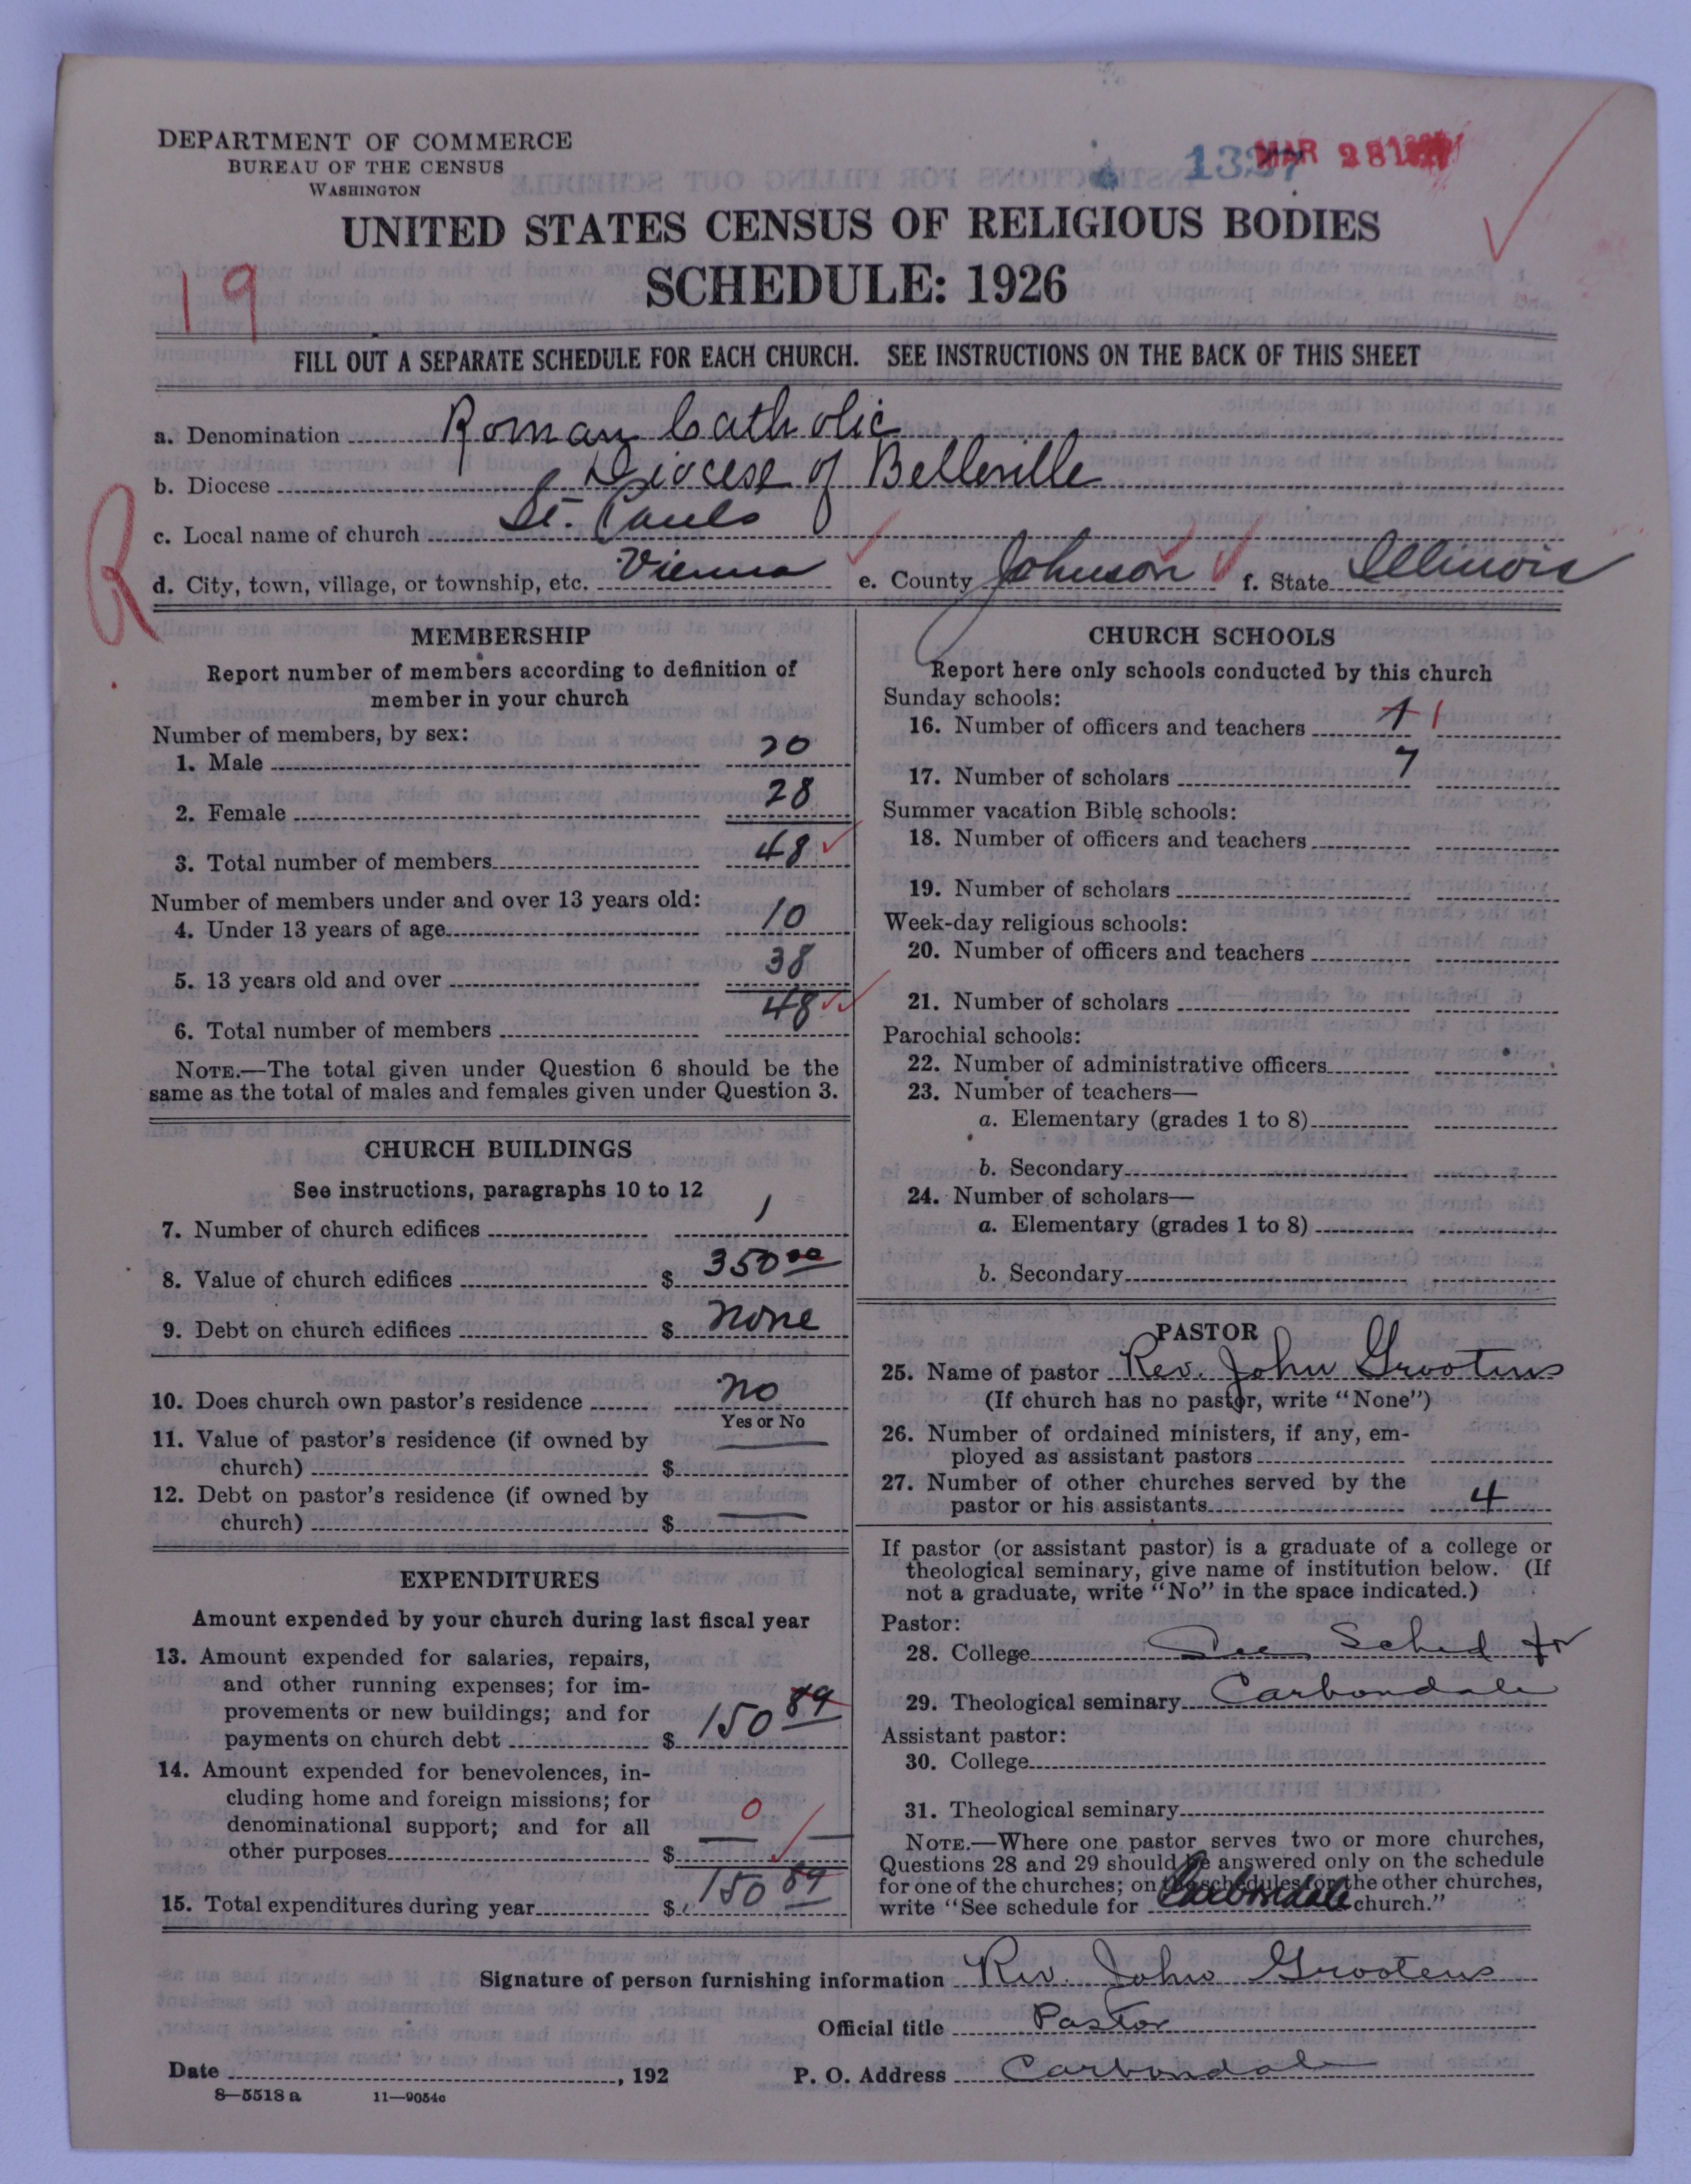 DEPARTMENT OF COMMERCE
BUREAU OF THE CENSUS
WASHINGTON
1327 MAR 28 192
UNITED STATES CENSUS OF RELIGIOUS BODIES
SCHEDULE: 1926
19
FILL OUT A SEPARATE SCHEDULE FOR EACH CHURCH. SEE INSTRUCTIONS ON THE BACK OF THIS SHEET
a. Denomination Roman Catholic
b. Diocese Diocese of Belleville
c. Local name of church St. Pauls
R
d. City, town, village, or township, etc. Vienna e. County Johnson f. State Illinois
MEMBERSHIP
Report number of members according to definition of
member in your church
Number of members, by sex:
1. Male 20
2. Female 28
3. Total number of members 48
Number of members under and over 13 years old:
4. Under 13 years of age 10
5. 13 years old and over 38
6. Total number of members 48
NOTE.—The total given under Question 6 should be the
same as the total of males and females given under Question 3.
CHURCH BUILDINGS
See instructions, paragraphs 10 to 12
7. Number of church edifices 1
8. Value of church edifices $ 350 00
9. Debt on church edifices $ none
10. Does church own pastor's residence no
Yes or No
11. Value of pastor's residence (if owned by
church) $ —
12. Debt on pastor's residence (if owned by
church) $ —
EXPENDITURES
Amount expended by your church during last fiscal year
13. Amount expended for salaries, repairs,
and other running expenses; for im-
provements or new buildings; and for
payments on church debt $ 150 89
14. Amount expended for benevolences, in-
cluding home and foreign missions; for
denominational support; and for all
other purposes $ 0
15. Total expenditures during year $ 150 89
CHURCH SCHOOLS
Report here only schools conducted by this church
Sunday schools:
16. Number of officers and teachers 1 1
17. Number of scholars 7
Summer vacation Bible schools:
18. Number of officers and teachers
19. Number of scholars
Week-day religious schools:
20. Number of officers and teachers
21. Number of scholars
Parochial schools:
22. Number of administrative officers
23. Number of teachers—
a. Elementary (grades 1 to 8)
b. Secondary
24. Number of scholars—
a. Elementary (grades 1 to 8)
b. Secondary
PASTOR
25. Name of pastor Rev. John Grootens
(If church has no pastor, write "None")
26. Number of ordained ministers, if any, em-
ployed as assistant pastors
27. Number of other churches served by the
pastor or his assistants 4
If pastor (or assistant pastor) is a graduate of a college or
theological seminary, give name of institution below. (If
not a graduate, write "No" in the space indicated.)
Pastor:
28. College See Sched for
29. Theological seminary Carbondale
Assistant pastor:
30. College
31. Theological seminary
NOTE.—Where one pastor serves two or more churches,
Questions 28 and 29 should be answered only on the schedule
for one of the churches; on the schedules for the other churches,
write "See schedule for Carbondale church."
Signature of person furnishing information Rev. John Grootens
Official title Pastor
Date , 192 P. O. Address Carbondale
8—5518 a 11—9054c